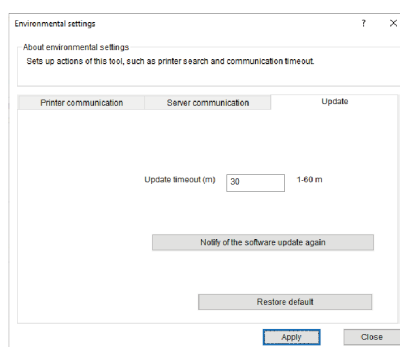 Environmental settings ? ×
About environmental settings
Sets up actions of this tool, such as printer search and communication timeout.
Printer communication Server communication Update
Update timeout (m) 30 1-60 m
Notify of the software update again
Restore default
Apply Close